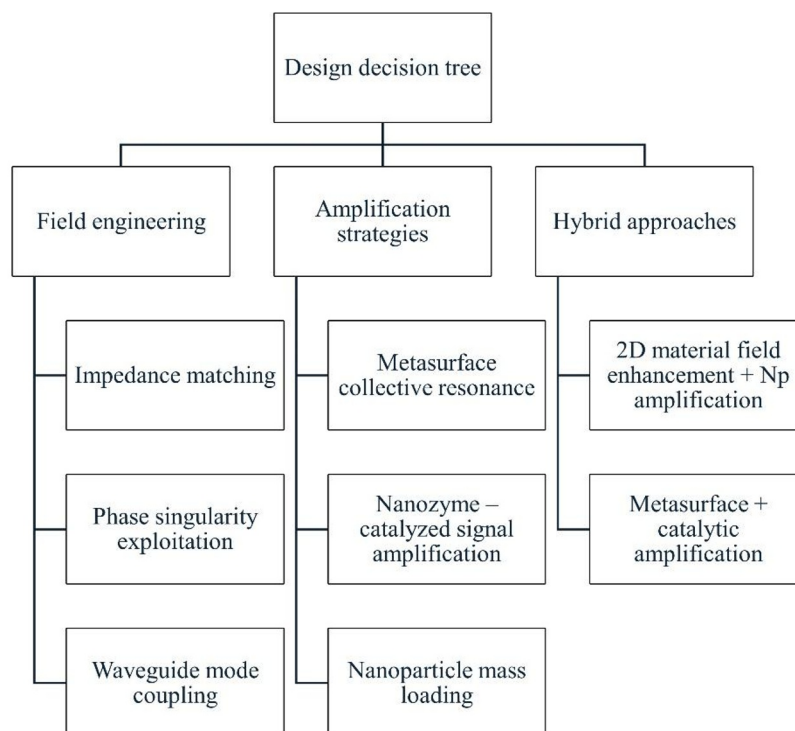 Design decision tree
Field engineering
Amplification
strategies
Hybrid approaches
Impedance matching
Metasurface
collective resonance
2D material field
enhancement + Np
amplification
Phase singularity
exploitation
Nanozyme –
catalyzed signal
amplification
Metasurface +
catalytic
amplification
Waveguide mode
coupling
Nanoparticle mass
loading